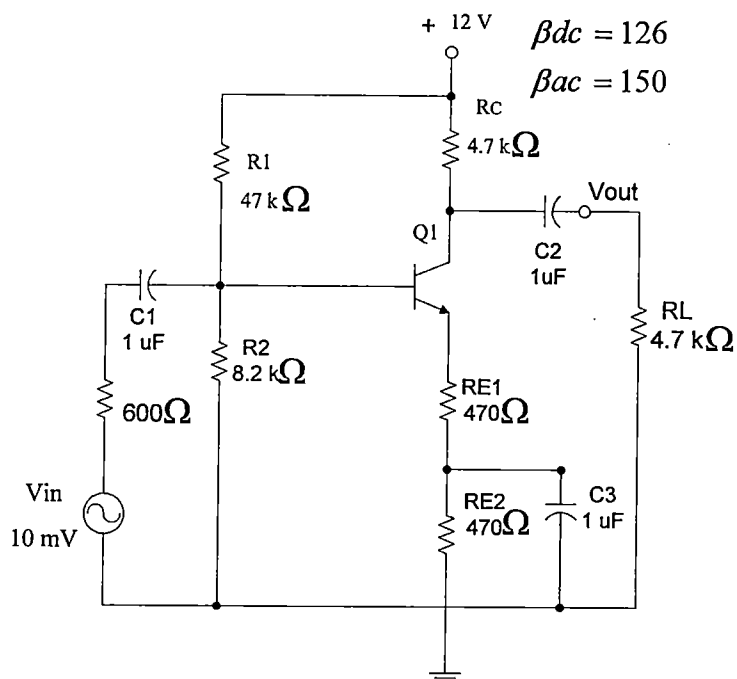 + 12 V
βdc = 126
βac = 150
Rc
4.7 kΩ
R1
47 kΩ
Vout
Q1
C2
1uF
C1
1 uF
R2
8.2 kΩ
RL
4.7 kΩ
600Ω
RE1
470Ω
Vin
10 mV
RE2
470Ω
C3
1 uF